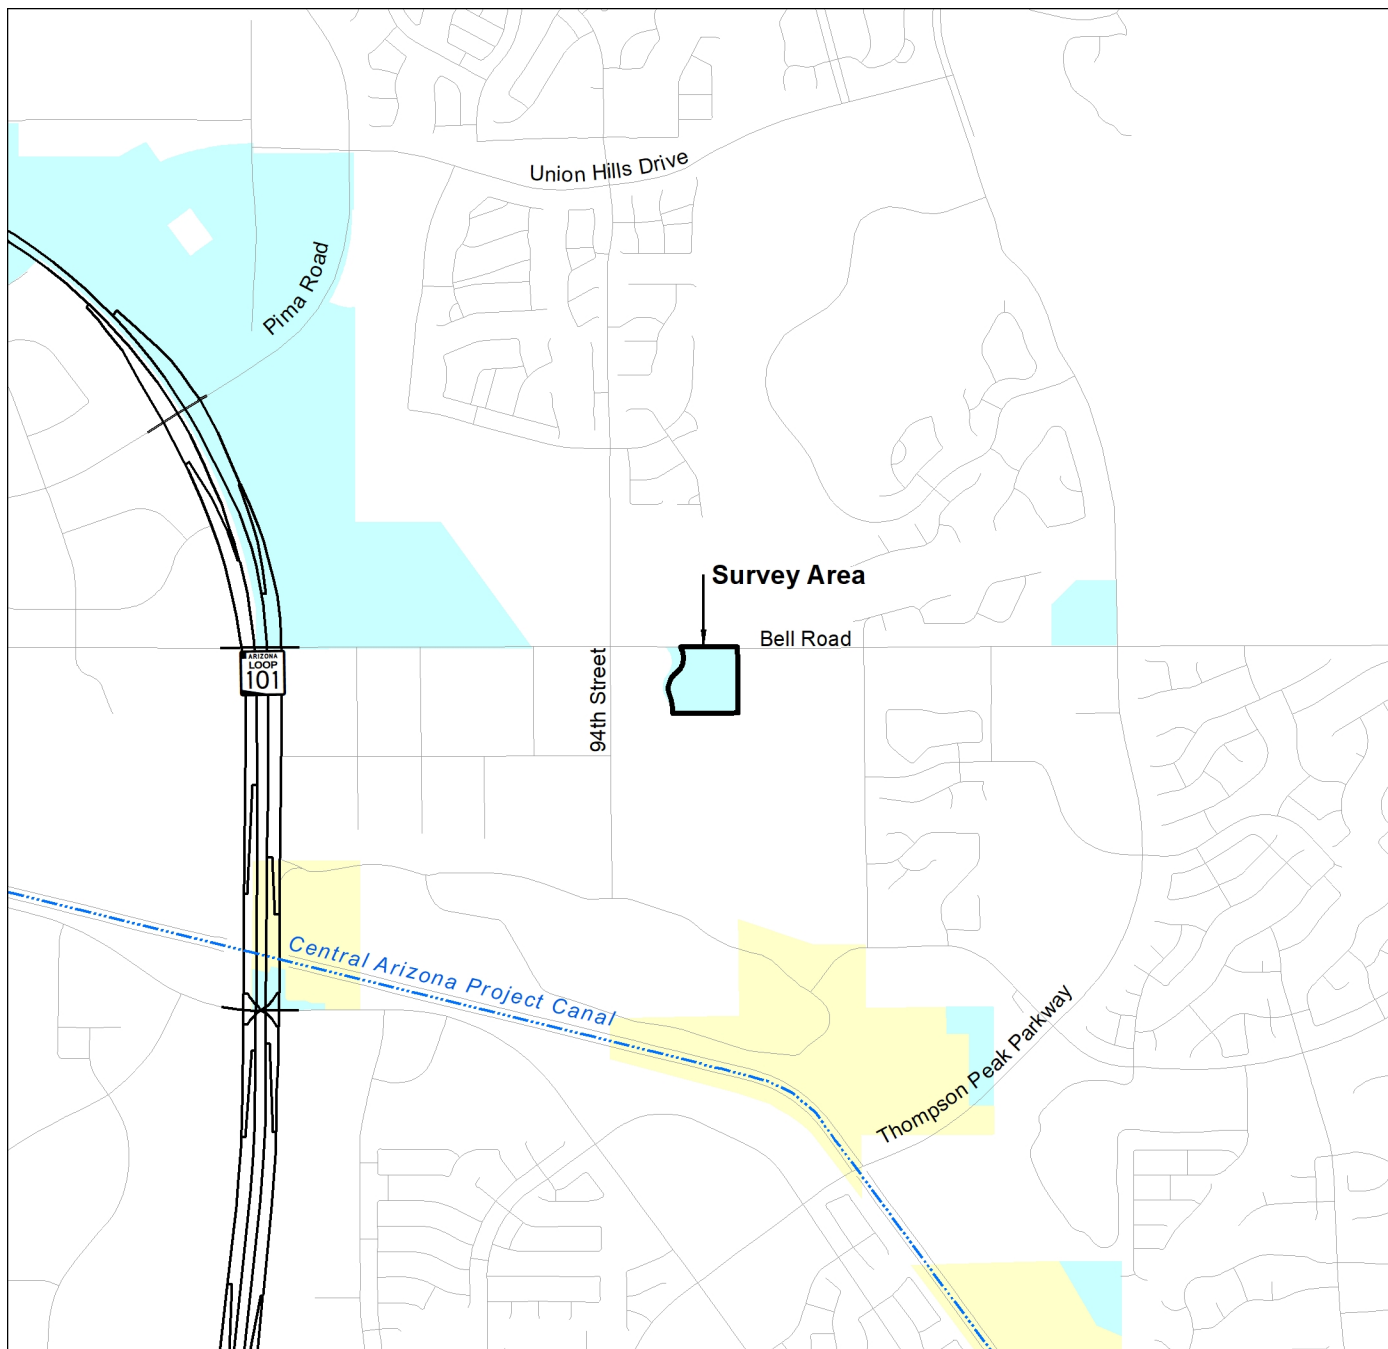 Union Hills Drive
Pima Road
Survey Area
Bell Road
ARIZONA
LOOP
101
94th Street
Central Arizona Project Canal
Thompson Peak Parkway